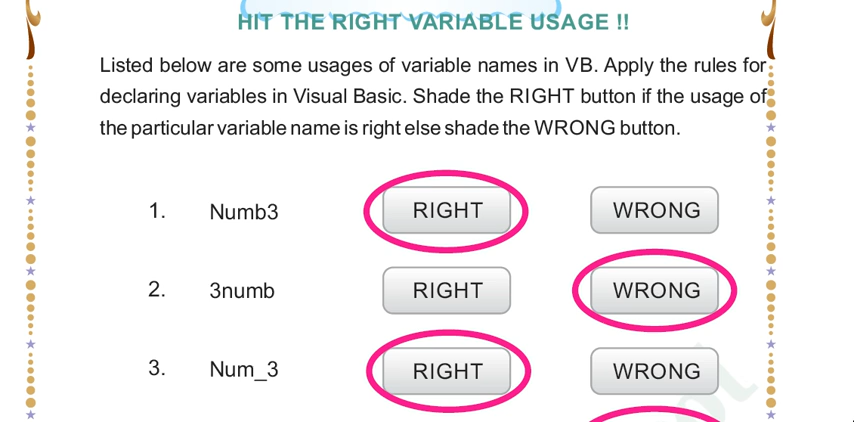 HIT THE RIGHT VARIABLE USAGE !!
Listed below are some usages of variable names in VB. Apply the rules for
declaring variables in Visual Basic. Shade the RIGHT button if the usage of
the particular variable name is right else shade the WRONG button.
1. Numb3 RIGHT WRONG
2. 3numb RIGHT WRONG
3. Num_3 RIGHT WRONG